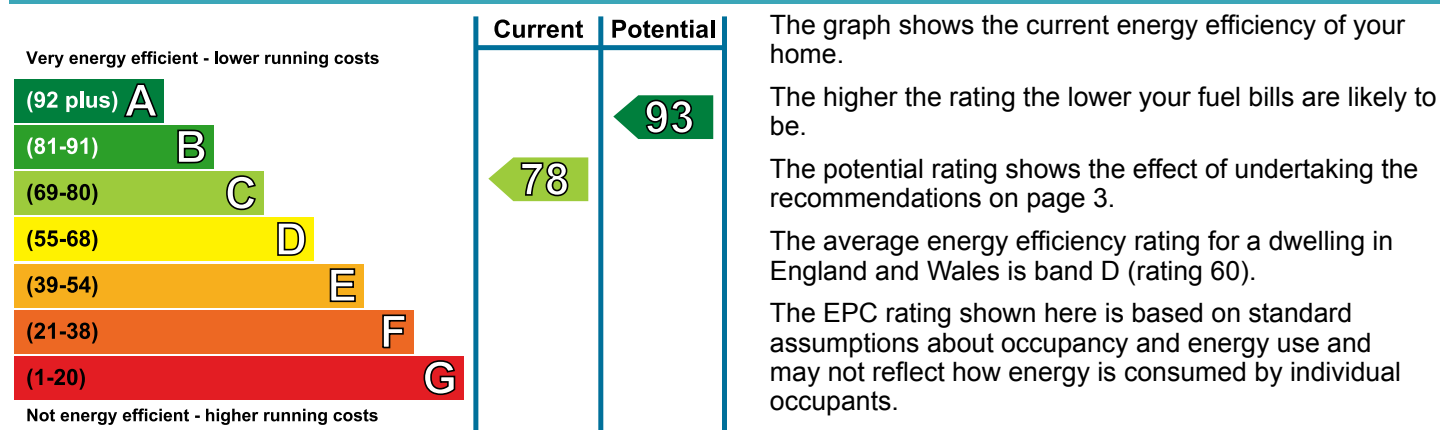 Current Potential
Very energy efficient - lower running costs
(92 plus) A
(81-91) B
(69-80) C
(55-68) D
(39-54) E
(21-38) F
(1-20) G
Not energy efficient - higher running costs
78
93
The graph shows the current energy efficiency of your
home.
The higher the rating the lower your fuel bills are likely to
be.
The potential rating shows the effect of undertaking the
recommendations on page 3.
The average energy efficiency rating for a dwelling in
England and Wales is band D (rating 60).
The EPC rating shown here is based on standard
assumptions about occupancy and energy use and
may not reflect how energy is consumed by individual
occupants.